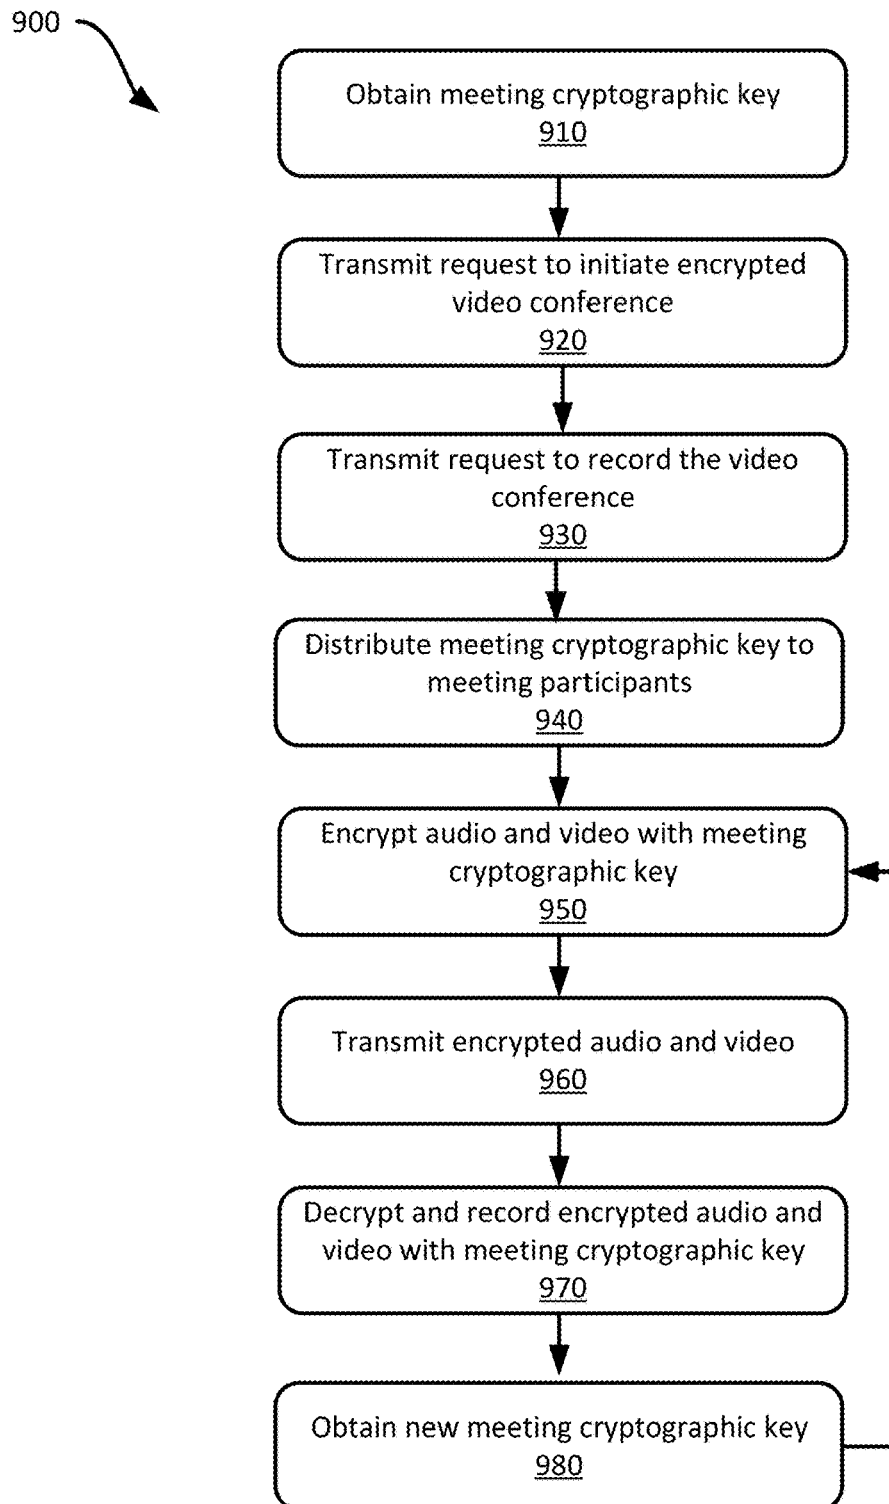 900
Obtain meeting cryptographic key
910
Transmit request to initiate encrypted
video conference
920
Transmit request to record the video
conference
930
Distribute meeting cryptographic key to
meeting participants
940
Encrypt audio and video with meeting
cryptographic key
950
Transmit encrypted audio and video
960
Decrypt and record encrypted audio and
video with meeting cryptographic key
970
Obtain new meeting cryptographic key
980